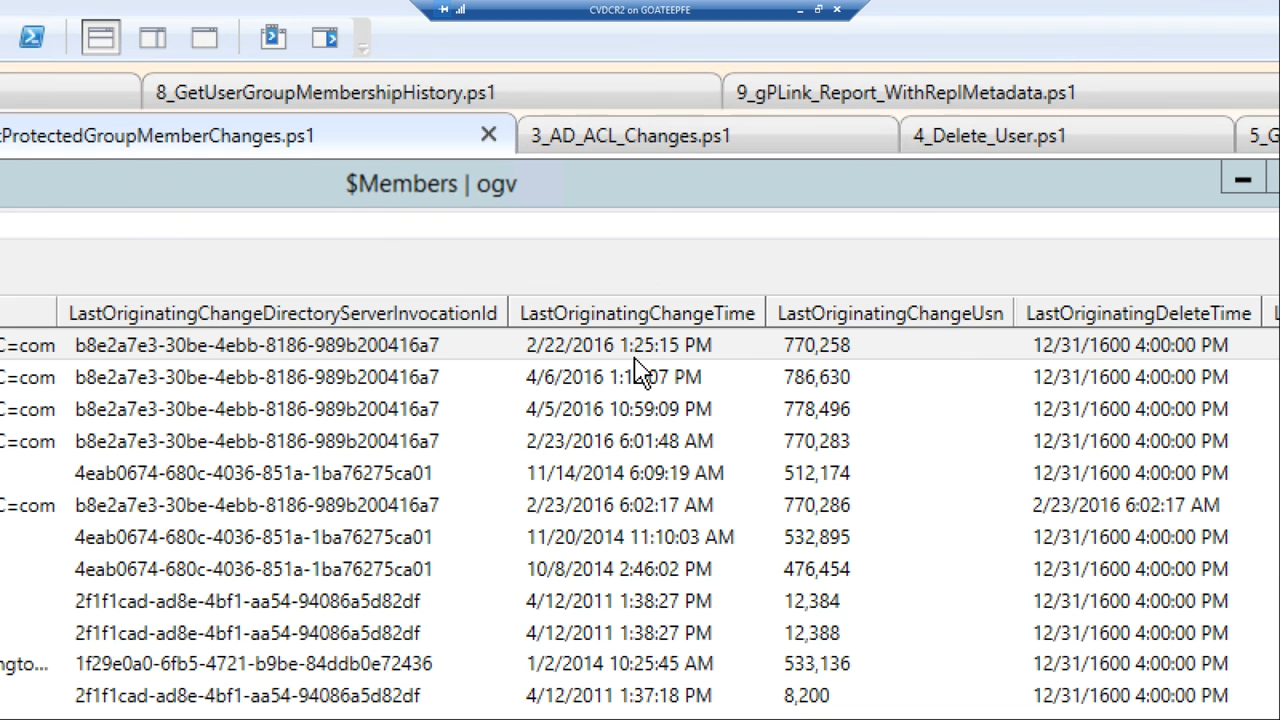 CVDCR2 on GOATEEPFE
8_GetUserGroupMembershipHistory.ps1 9_gPLink_Report_WithReplMetadata.ps1
tProtectedGroupMemberChanges.ps1 3_AD_ACL_Changes.ps1 4_Delete_User.ps1 5_G
$Members | ogv
LastOriginatingChangeDirectoryServerInvocationId LastOriginatingChangeTime LastOriginatingChangeUsn LastOriginatingDeleteTime L
C=com b8e2a7e3-30be-4ebb-8186-989b200416a7 2/22/2016 1:25:15 PM 770,258 12/31/1600 4:00:00 PM
C=com b8e2a7e3-30be-4ebb-8186-989b200416a7 4/6/2016 PM 786,630 12/31/1600 4:00:00 PM
C=com b8e2a7e3-30be-4ebb-8186-989b200416a7 4/5/2016 10:59:09 PM 778,496 12/31/1600 4:00:00 PM
C=com b8e2a7e3-30be-4ebb-8186-989b200416a7 2/23/2016 6:01:48 AM 770,283 12/31/1600 4:00:00 PM
4eab0674-680c-4036-851a-1ba76275ca01 11/14/2014 6:09:19 AM 512,174 12/31/1600 4:00:00 PM
C=com b8e2a7e3-30be-4ebb-8186-989b200416a7 2/23/2016 6:02:17 AM 770,286 2/23/2016 6:02:17 AM
4eab0674-680c-4036-851a-1ba76275ca01 11/20/2014 11:10:03 AM 532,895 12/31/1600 4:00:00 PM
4eab0674-680c-4036-851a-1ba76275ca01 10/8/2014 2:46:02 PM 476,454 12/31/1600 4:00:00 PM
2f1f1cad-ad8e-4bf1-aa54-94086a5d82df 4/12/2011 1:38:27 PM 12,384 12/31/1600 4:00:00 PM
2f1f1cad-ad8e-4bf1-aa54-94086a5d82df 4/12/2011 1:38:27 PM 12,388 12/31/1600 4:00:00 PM
ngto... 1f29e0a0-6fb5-4721-b9be-84ddb0e72436 1/2/2014 10:25:45 AM 533,136 12/31/1600 4:00:00 PM
2f1f1cad-ad8e-4bf1-aa54-94086a5d82df 4/12/2011 1:37:18 PM 8,200 12/31/1600 4:00:00 PM